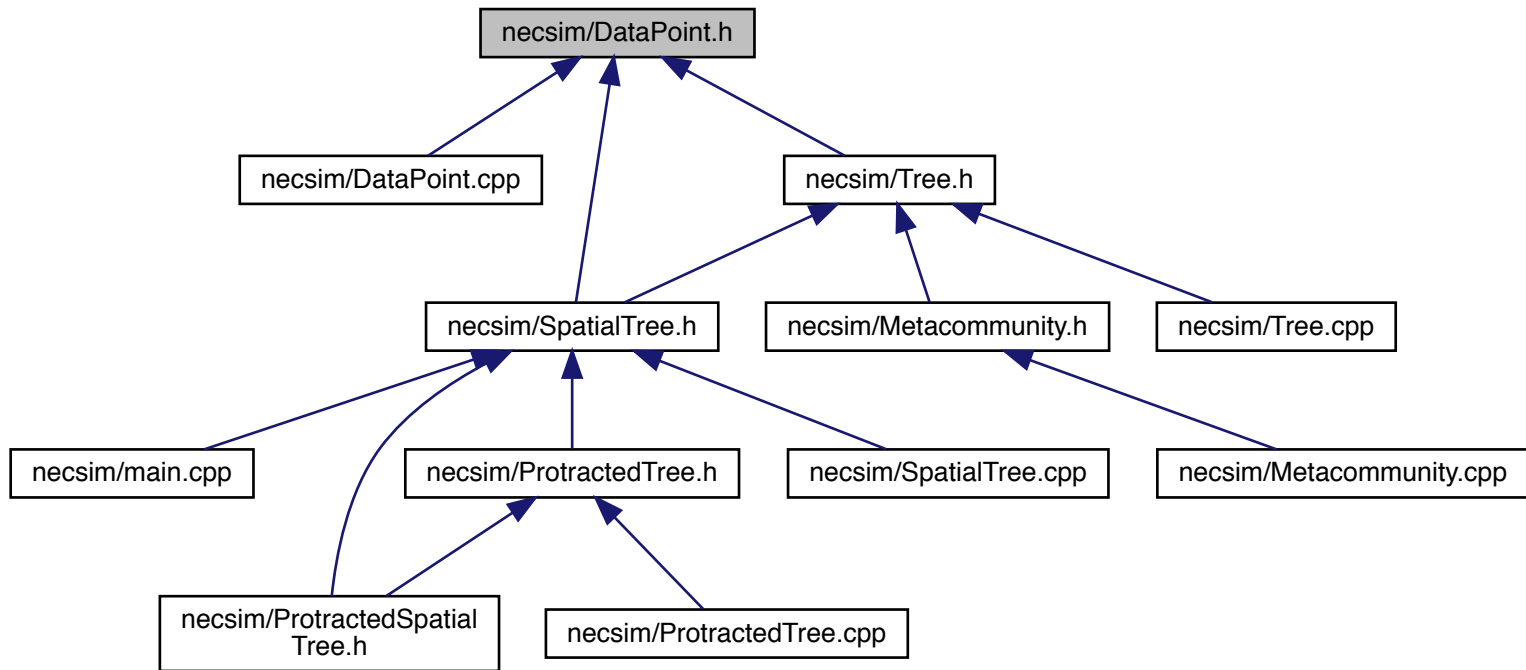 necsim/DataPoint.h
necsim/DataPoint.cpp
necsim/Tree.h
necsim/SpatialTree.h
necsim/Metacommunity.h
necsim/Tree.cpp
necsim/main.cpp
necsim/ProtractedTree.h
necsim/SpatialTree.cpp
necsim/Metacommunity.cpp
necsim/ProtractedSpatial
Tree.h
necsim/ProtractedTree.cpp